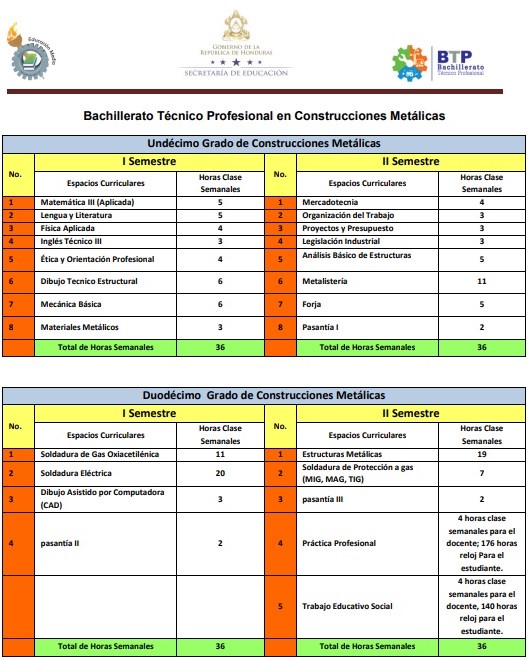 Educación Media
GOBIERNO DE LA
REPÚBLICA DE HONDURAS
SECRETARÍA DE EDUCACIÓN
BTP
Bachillerato
Técnico Profesional
Bachillerato Técnico Profesional en Construcciones Metálicas
Undécimo Grado de Construcciones Metálicas
No. I Semestre No. II Semestre
Espacios Curriculares Horas Clase Semanales Espacios Curriculares Horas Clase Semanales
1 Matemática III (Aplicada) 5 1 Mercadotecnia 4
2 Lengua y Literatura 5 2 Organización del Trabajo 3
3 Física Aplicada 4 3 Proyectos y Presupuesto 3
4 Inglés Técnico III 3 4 Legislación Industrial 3
5 Ética y Orientación Profesional 4 5 Análisis Básico de Estructuras 5
6 Dibujo Tecnico Estructural 6 6 Metalistería 11
7 Mecánica Básica 6 7 Forja 5
8 Materiales Metálicos 3 8 Pasantía I 2
Total de Horas Semanales 36 Total de Horas Semanales 36
Duodécimo Grado de Construcciones Metálicas
No. I Semestre No. II Semestre
Espacios Curriculares Horas Clase Semanales Espacios Curriculares Horas Clase Semanales
1 Soldadura de Gas Oxiacetilénica 11 1 Estructuras Metálicas 19
2 Soldadura Eléctrica 20 2 Soldadura de Protección a gas (MIG, MAG, TIG) 7
3 Dibujo Asistido por Computadora (CAD) 3 3 pasantía III 2
4 pasantía II 2 4 Práctica Profesional 4 horas clase semanales para el docente; 176 horas reloj Para el estudiante.
5 Trabajo Educativo Social 4 horas clase semanales para el docente, 140 horas reloj para el estudiante.
Total de Horas Semanales 36 Total de Horas Semanales 36